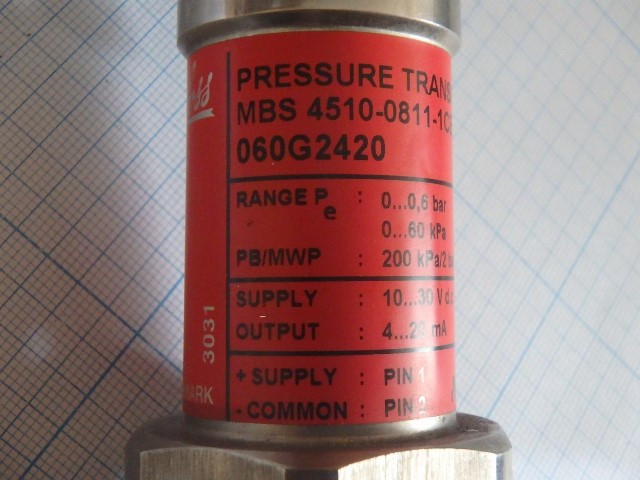 PRESSURE TRANS
MBS 4510-0811-1C
060G2420
RANGE Pe : 0...0,6 bar
0...60 kPa
PB/MWP : 200 kPa/2
SUPPLY : 10...30 V d.
OUTPUT : 4...20 mA
+ SUPPLY : PIN 1
- COMMON : PIN 2
3031
MARK